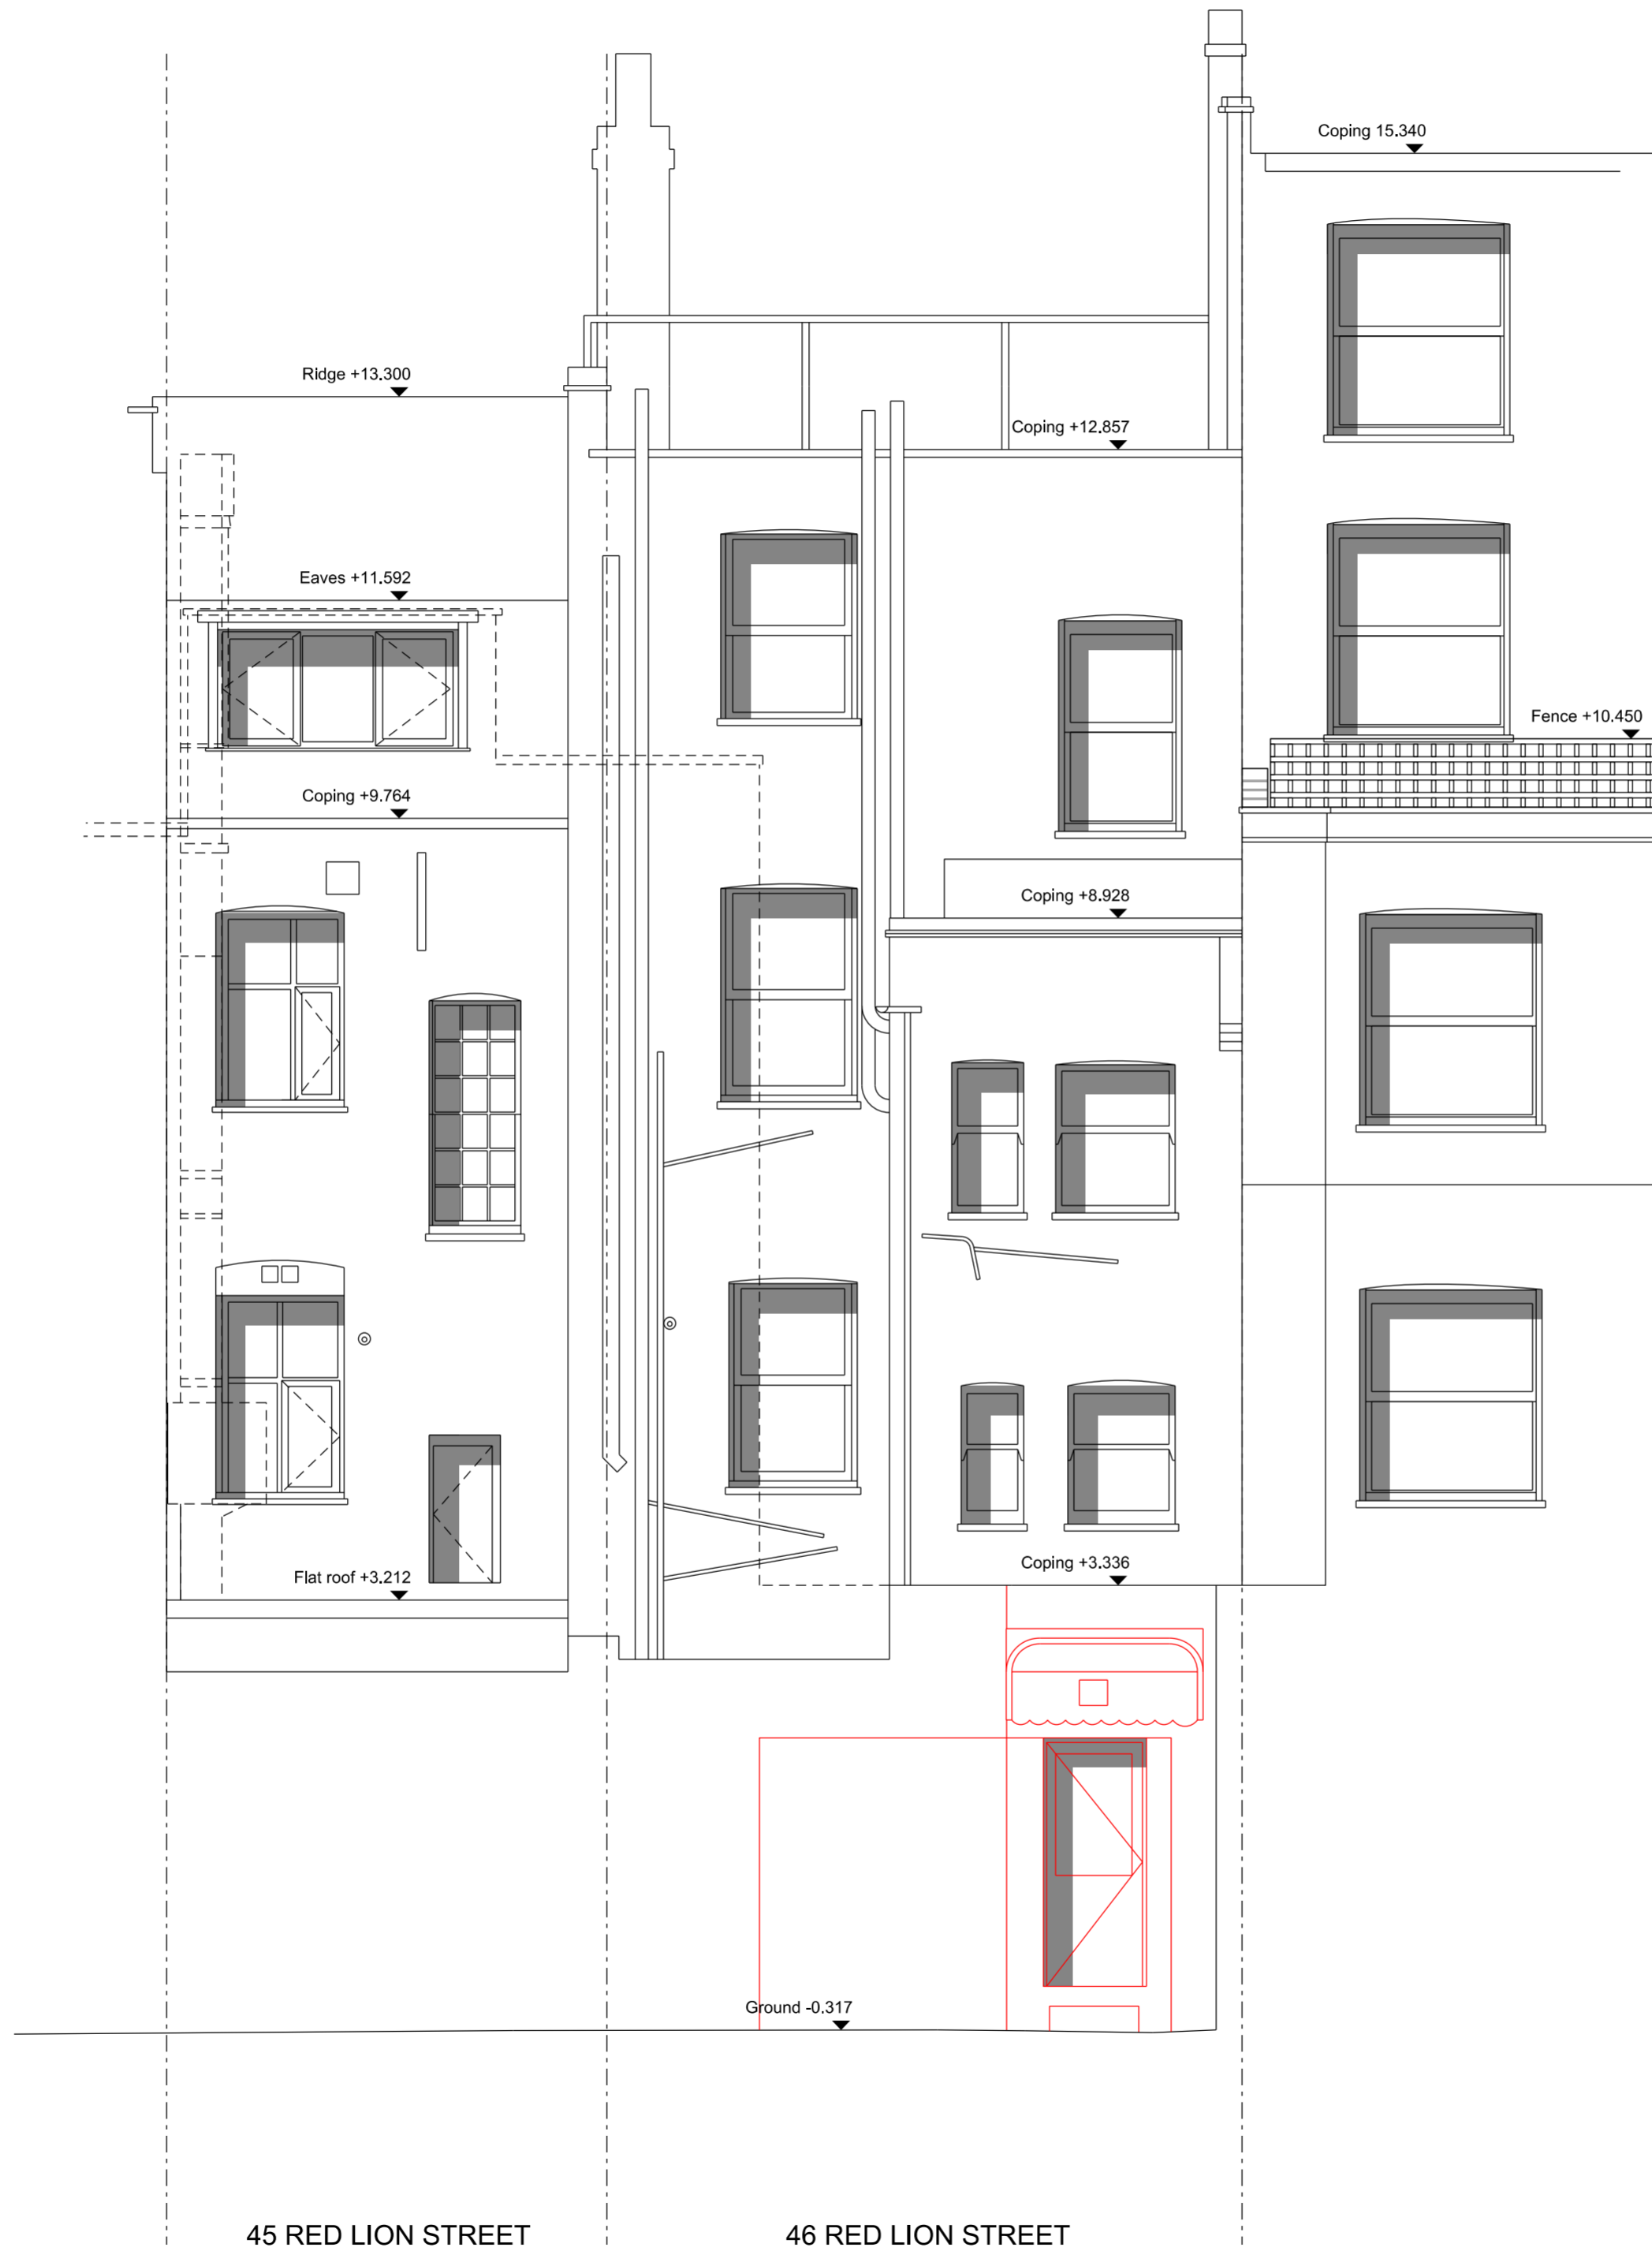 Coping 15.340
Ridge +13.300
Coping +12.857
Eaves +11.592
Fence +10.450
Coping +9.764
Coping +8.928
Coping +3.336
Flat roof +3.212
Ground -0.317
45 RED LION STREET
46 RED LION STREET